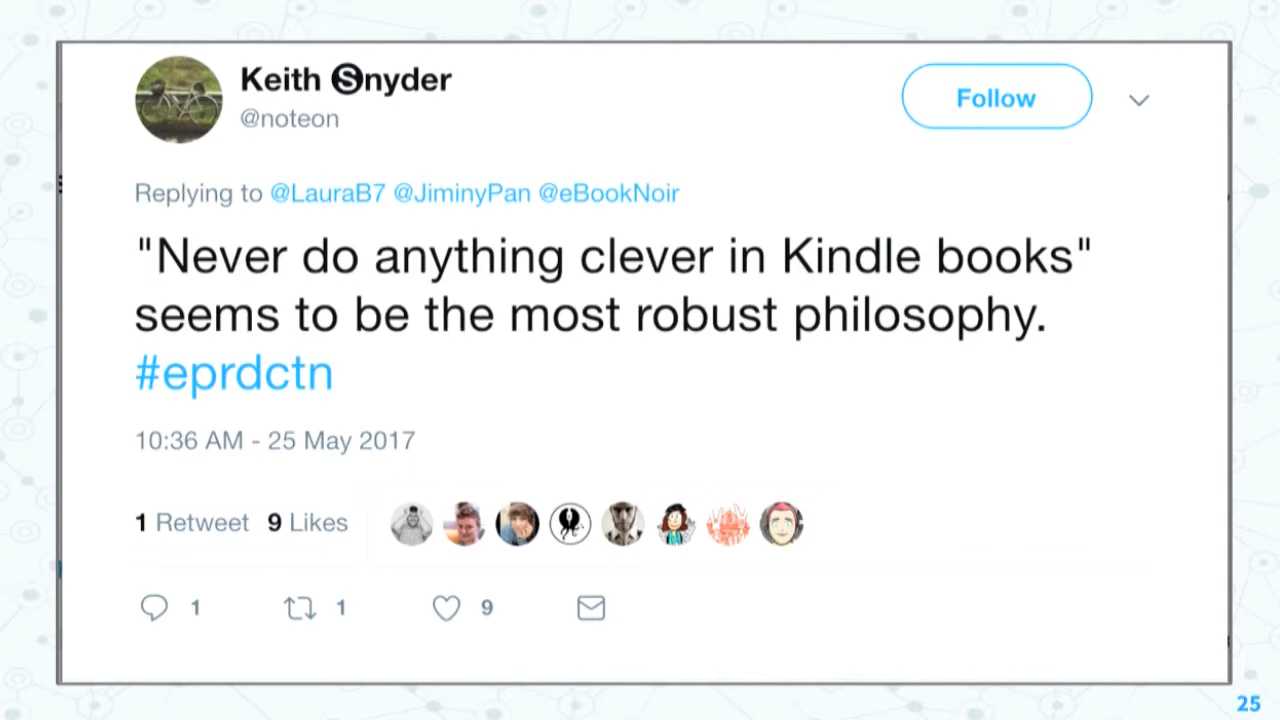 Keith 🅢nyder
@noteon
Follow
Replying to @LauraB7 @JiminyPan @eBookNoir
"Never do anything clever in Kindle books"
seems to be the most robust philosophy.
#eprdctn
10:36 AM - 25 May 2017
1 Retweet 9 Likes
1 1 9
25